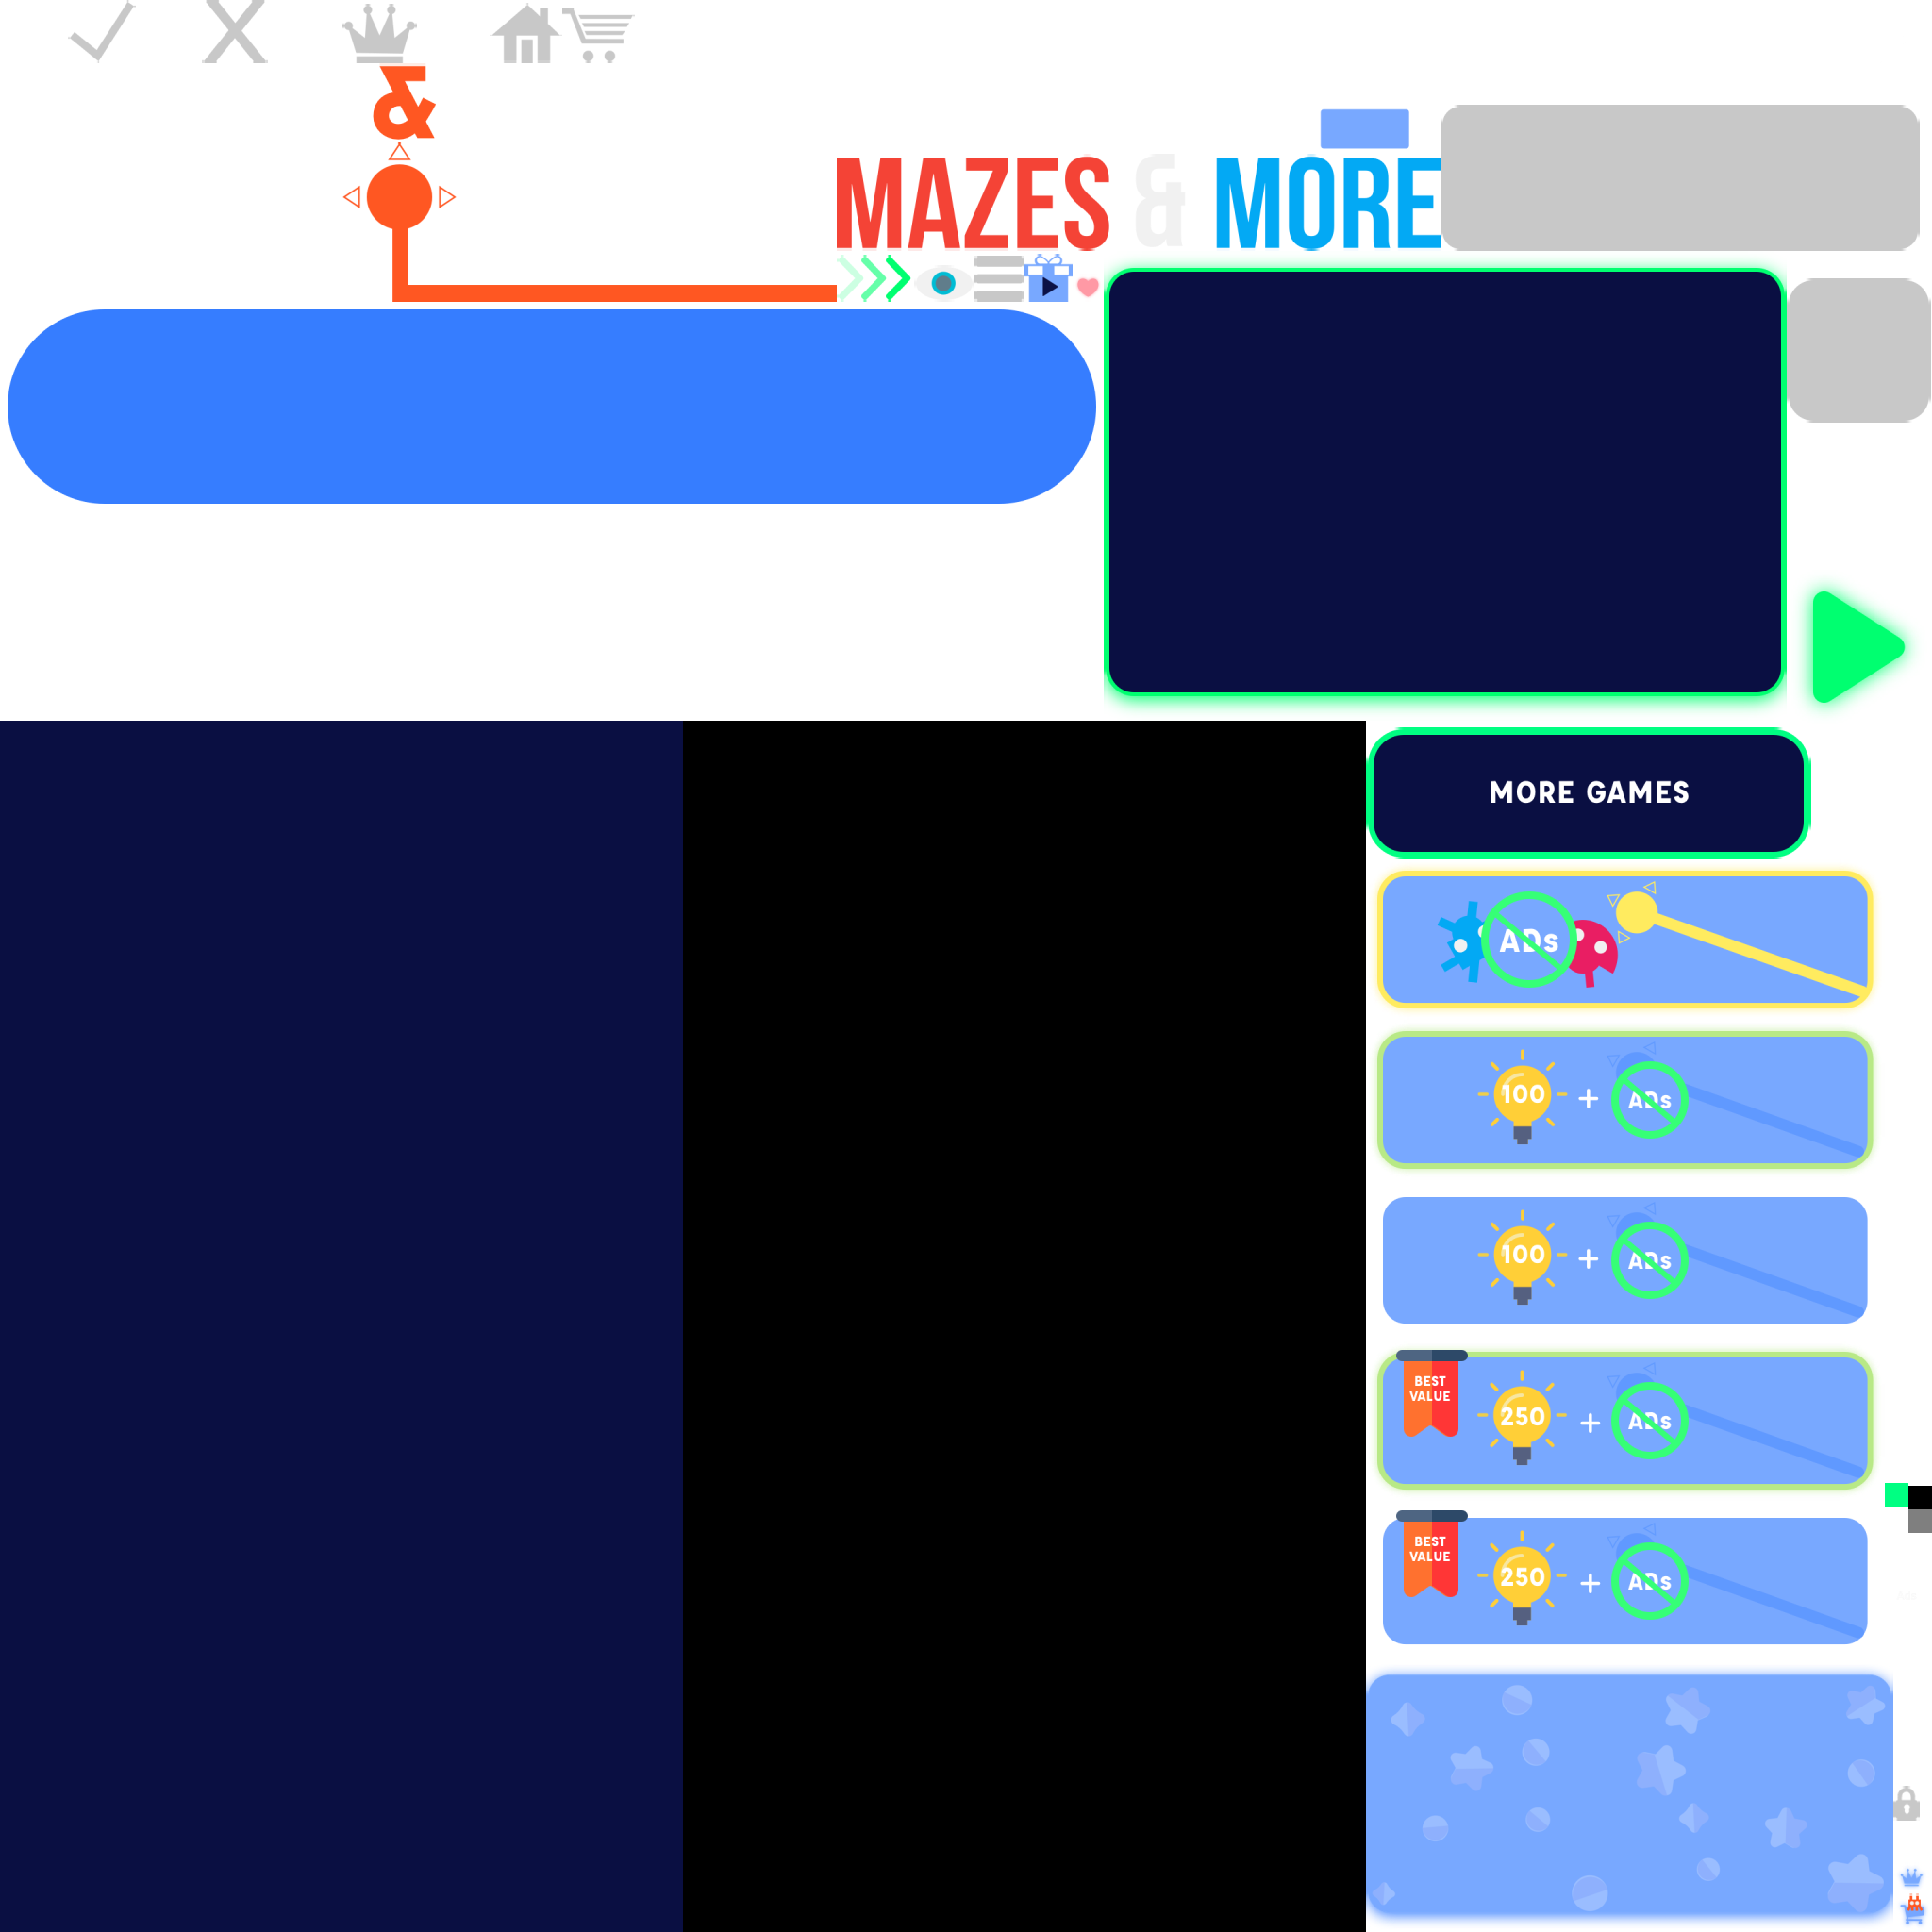 &
MAZES & MORE
MORE GAMES
ADs
100 + ADs
100 + ADs
BEST
VALUE
250 + ADs
BEST
VALUE
250 + ADs